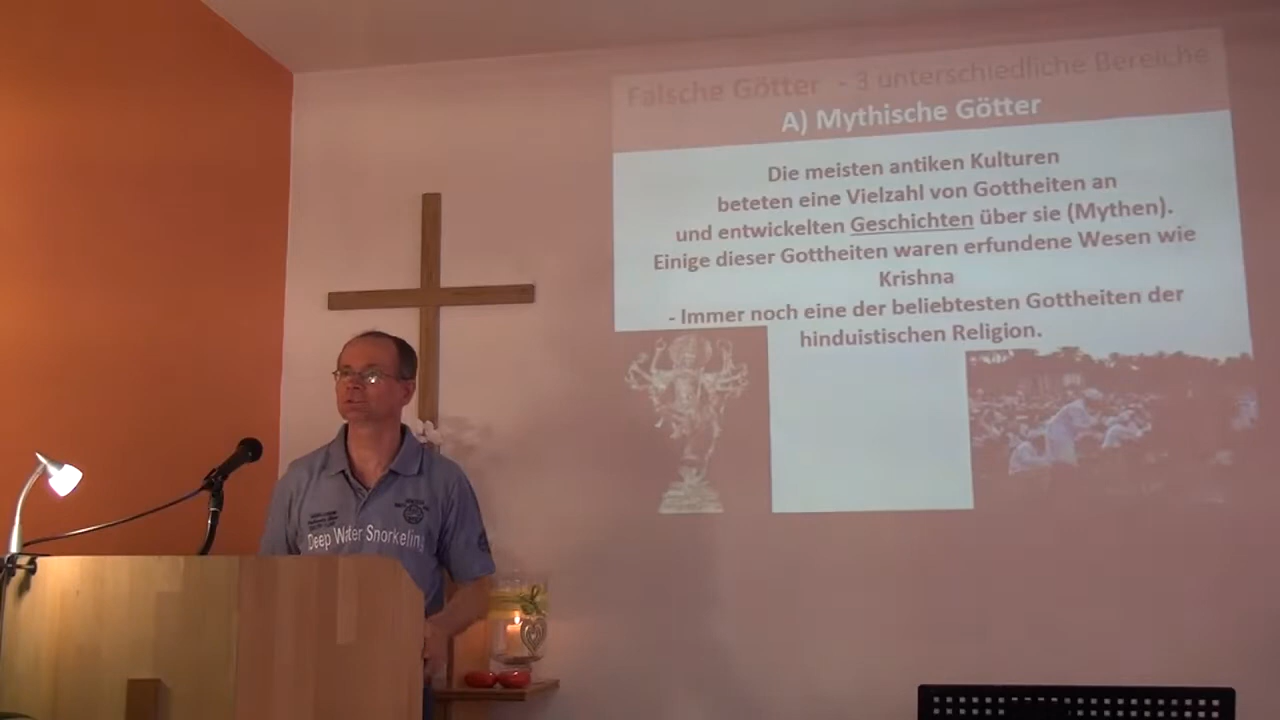 Falsche Götter - 3 unterschiedliche Bereiche
A) Mythische Götter
Die meisten antiken Kulturen
beteten eine Vielzahl von Gottheiten an
und entwickelten Geschichten über sie (Mythen).
Einige dieser Gottheiten waren erfundene Wesen wie
Krishna
- Immer noch eine der beliebtesten Gottheiten der
hinduistischen Religion.
Deep Water Snorkeling